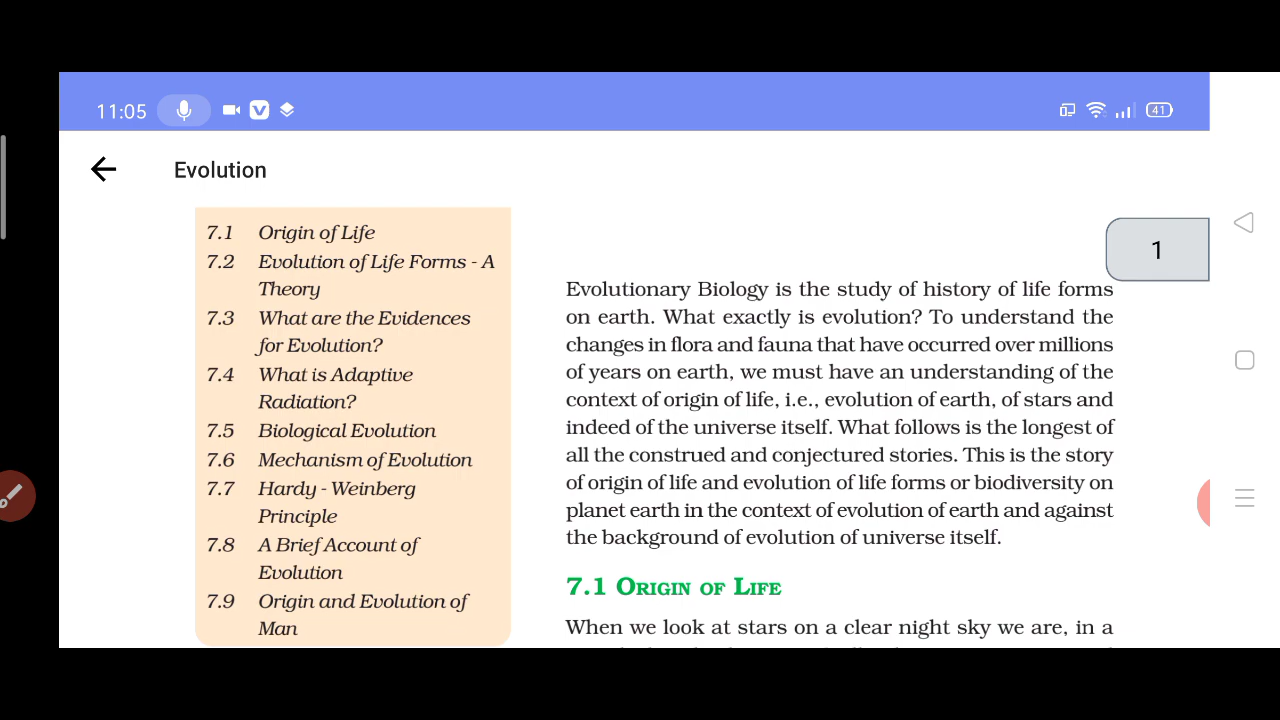 11:05
41
Evolution
7.1 Origin of Life
7.2 Evolution of Life Forms - A
Theory
7.3 What are the Evidences
for Evolution?
7.4 What is Adaptive
Radiation?
7.5 Biological Evolution
7.6 Mechanism of Evolution
7.7 Hardy - Weinberg
Principle
7.8 A Brief Account of
Evolution
7.9 Origin and Evolution of
Man
1
Evolutionary Biology is the study of history of life forms
on earth. What exactly is evolution? To understand the
changes in flora and fauna that have occurred over millions
of years on earth, we must have an understanding of the
context of origin of life, i.e., evolution of earth, of stars and
indeed of the universe itself. What follows is the longest of
all the construed and conjectured stories. This is the story
of origin of life and evolution of life forms or biodiversity on
planet earth in the context of evolution of earth and against
the background of evolution of universe itself.
7.1 ORIGIN OF LIFE
When we look at stars on a clear night sky we are, in a